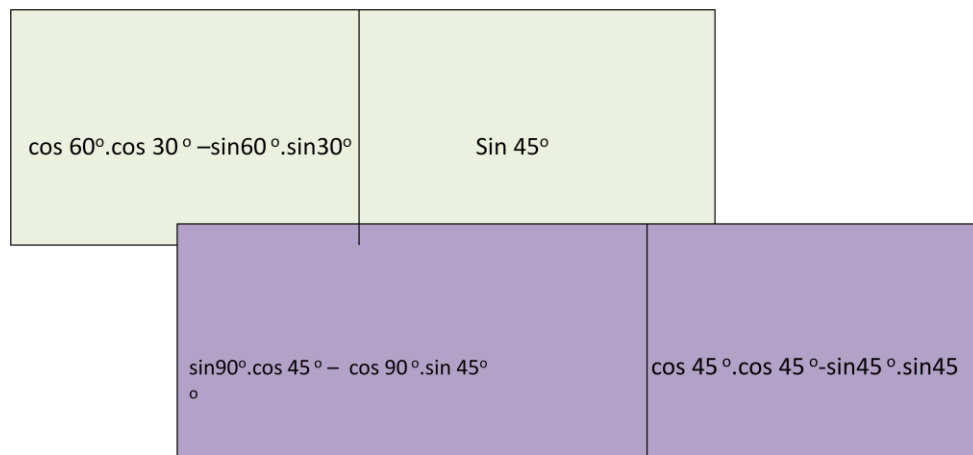 cos 60º.cos 30 º –sin60 º.sin30º
Sin 45º
sin90º.cos 45 º –  cos 90 º.sin 45º
º
cos 45 º.cos 45 º-sin45 º.sin45